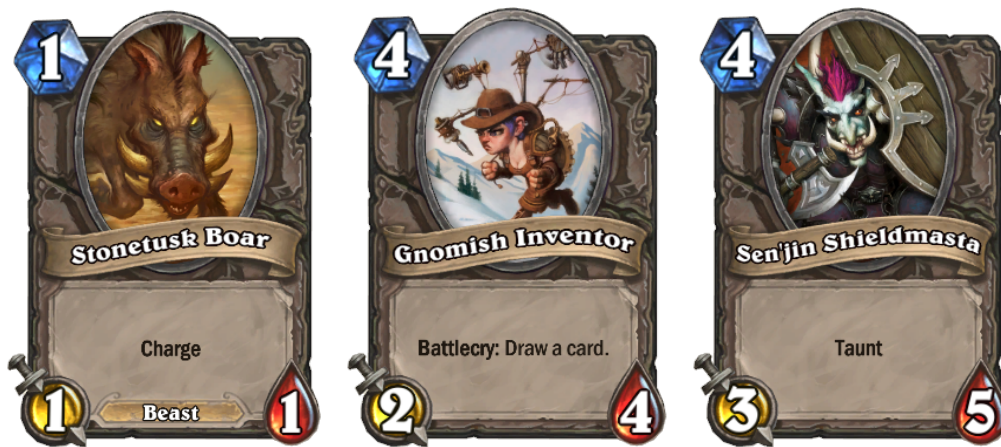 1
Stonetusk Boar
Charge
1
Beast
1
4
Gnomish Inventor
Battlecry: Draw a card.
2
4
4
Sen'jin Shieldmasta
Taunt
3
5